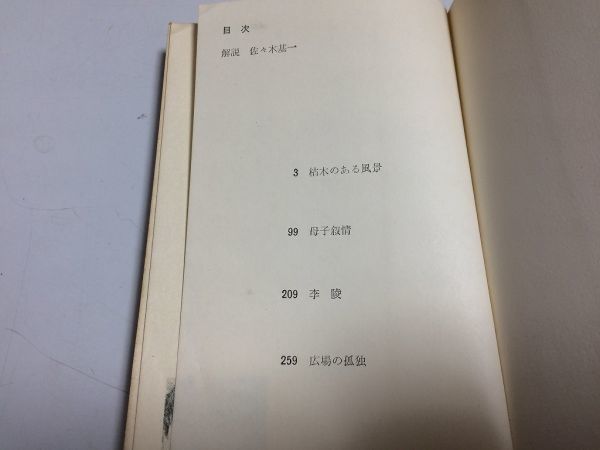 目 次
解説 佐々木基一
3 枯木のある風景
99 母子叙情
209 李 陵
259 広場の孤独